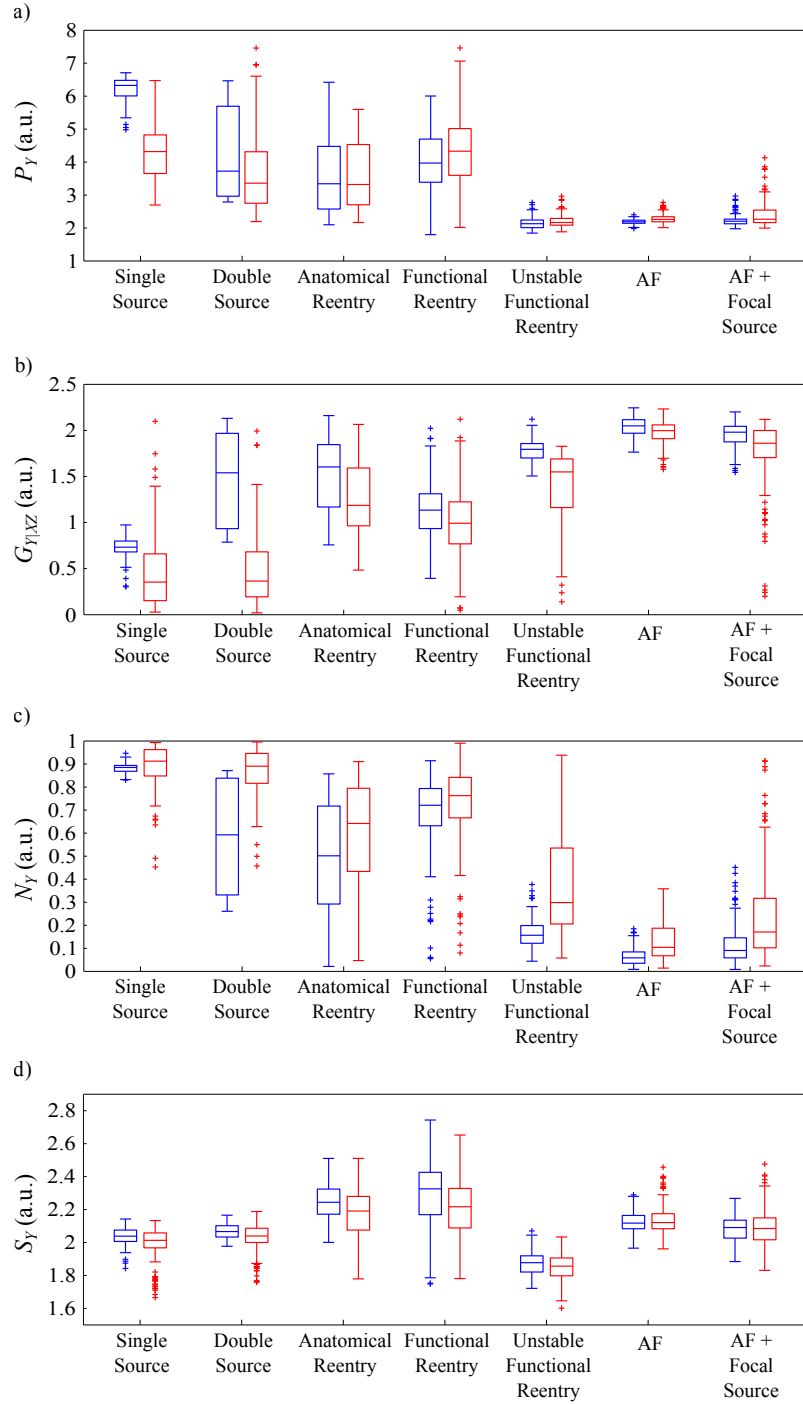 a)
8
7
6
5
4
3
2
1
P_Y (a.u.)
Single Double Anatomical Functional Unstable AF AF +
Source Source Reentry Reentry Functional Focal
Reentry Source
b)
2.5
2
1.5
1
0.5
0
G_{Y|XZ} (a.u.)
Single Double Anatomical Functional Unstable AF AF +
Source Source Reentry Reentry Functional Focal
Reentry Source
c)
1
0.9
0.8
0.7
0.6
0.5
0.4
0.3
0.2
0.1
0
N_Y (a.u.)
Single Double Anatomical Functional Unstable AF AF +
Source Source Reentry Reentry Functional Focal
Reentry Source
d)
2.8
2.6
2.4
2.2
2
1.8
1.6
S_Y (a.u.)
Single Double Anatomical Functional Unstable AF AF +
Source Source Reentry Reentry Functional Focal
Reentry Source